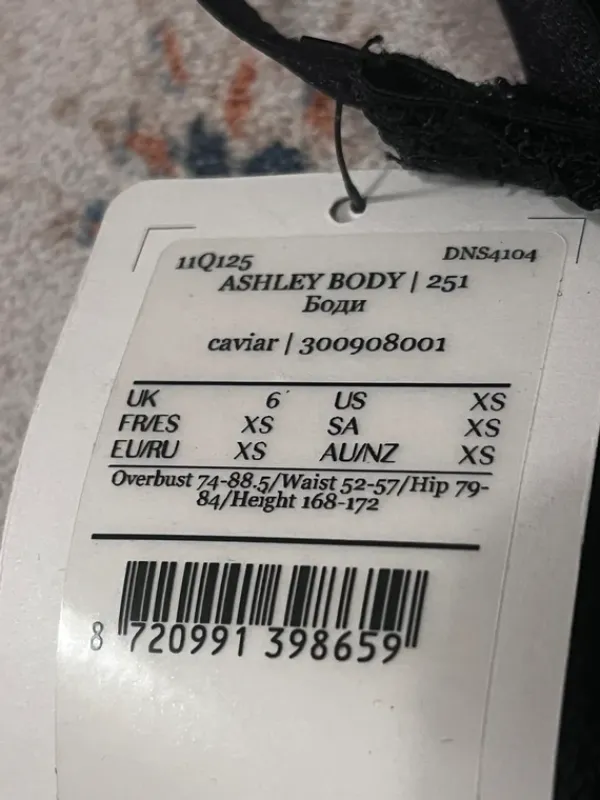 11Q125 DNS4104
ASHLEY BODY | 251
Боди
caviar | 300908001
UK 6 US XS
FR/ES XS SA XS
EU/RU XS AU/NZ XS
Overbust 74-88.5/Waist 52-57/Hip 79-
84/Height 168-172
8 720991 398659